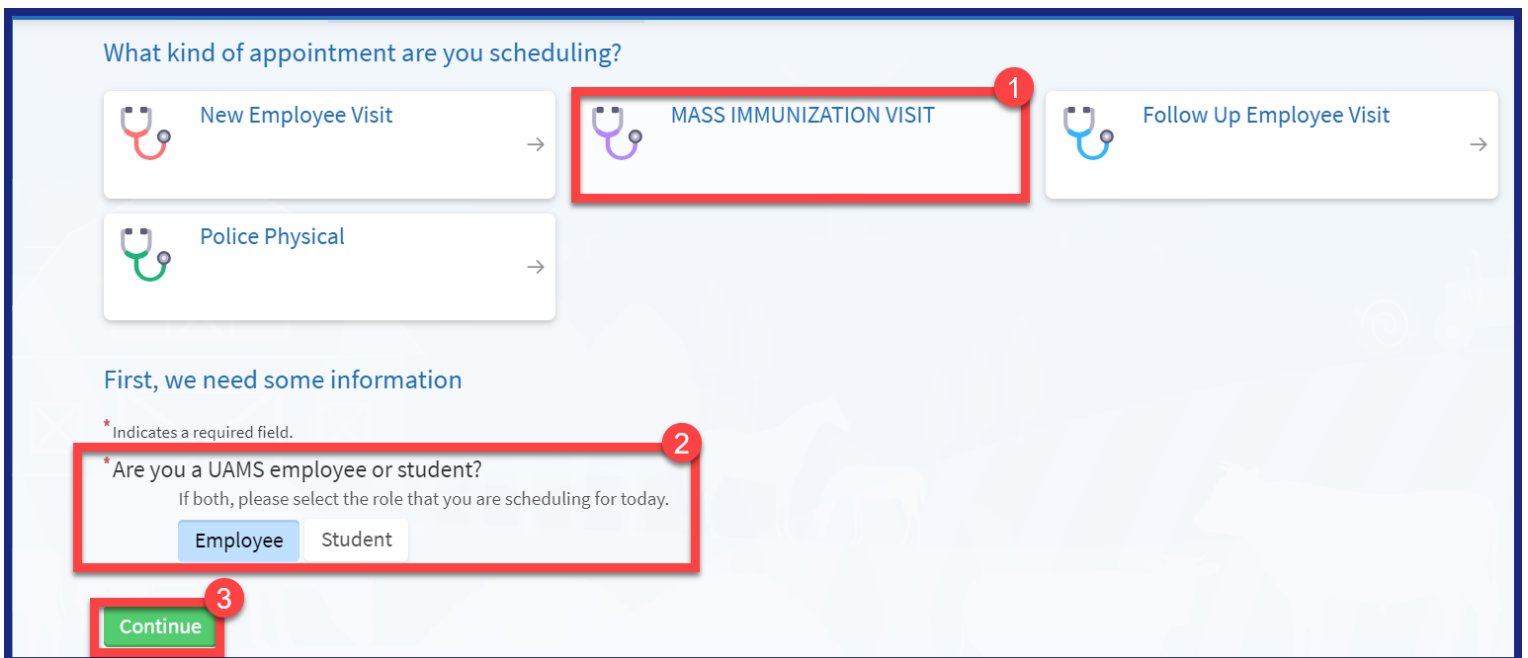 What kind of appointment are you scheduling?
1
New Employee Visit
MASS IMMUNIZATION VISIT
Follow Up Employee Visit
Police Physical
First, we need some information
*Indicates a required field.
2
*Are you a UAMS employee or student?
If both, please select the role that you are scheduling for today.
Employee Student
3
Continue